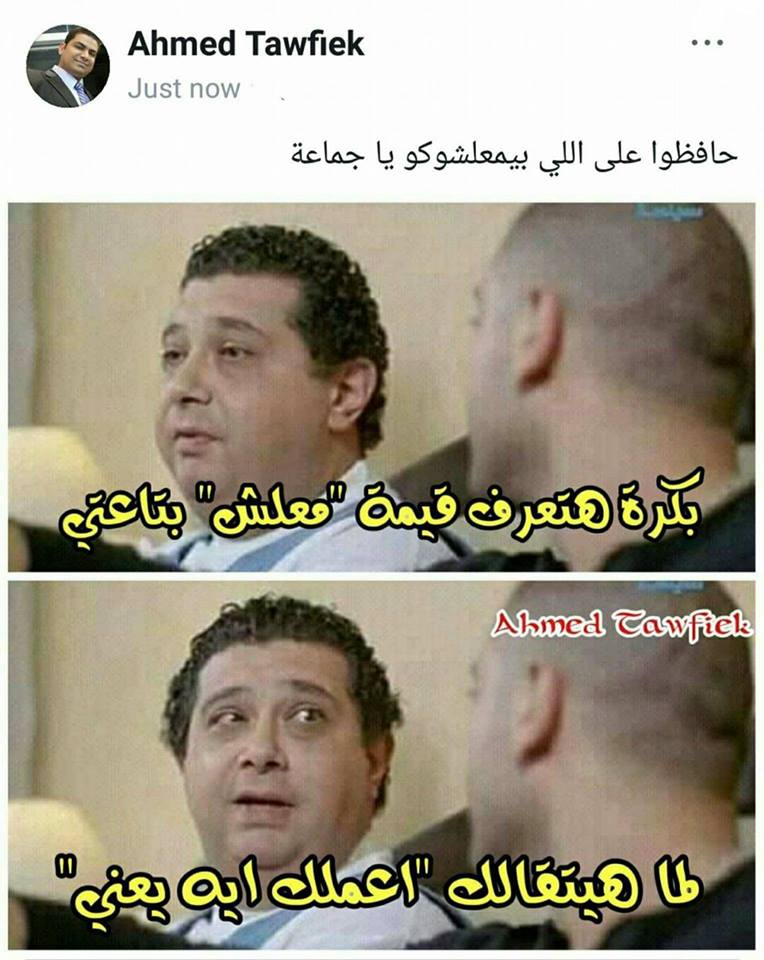 Ahmed Tawfiek
Just now
حافظوا على اللي بيمعلشوكو يا جماعة
بكرة هتعرف قيمة "معلش" بتاعتي
Ahmed Tawfiek
لما هيتقالك "اعملك ايه يعني"